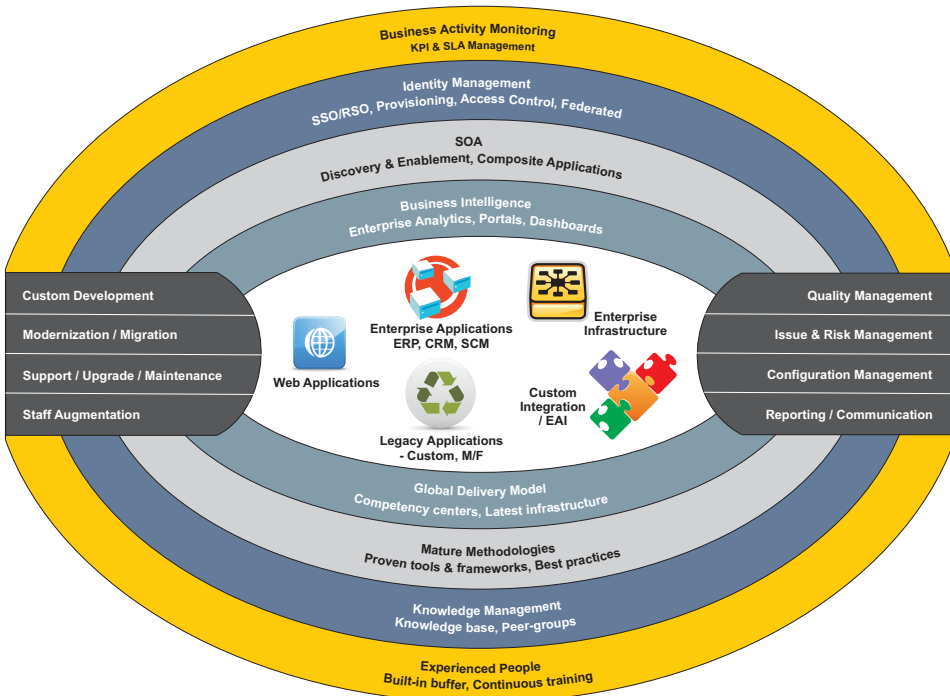 Business Activity Monitoring
KPI & SLA Management
Identity Management
SSO/RSO, Provisioning, Access Control, Federated
SOA
Discovery & Enablement, Composite Applications
Business Intelligence
Enterprise Analytics, Portals, Dashboards
Custom Development
Modernization / Migration
Support / Upgrade / Maintenance
Staff Augmentation
Web Applications
Enterprise Applications
ERP, CRM, SCM
Legacy Applications
- Custom, M/F
Enterprise
Infrastructure
Custom
Integration
/ EAI
Quality Management
Issue & Risk Management
Configuration Management
Reporting / Communication
Global Delivery Model
Competency centers, Latest infrastructure
Mature Methodologies
Proven tools & frameworks, Best practices
Knowledge Management
Knowledge base, Peer-groups
Experienced People
Built-in buffer, Continuous training